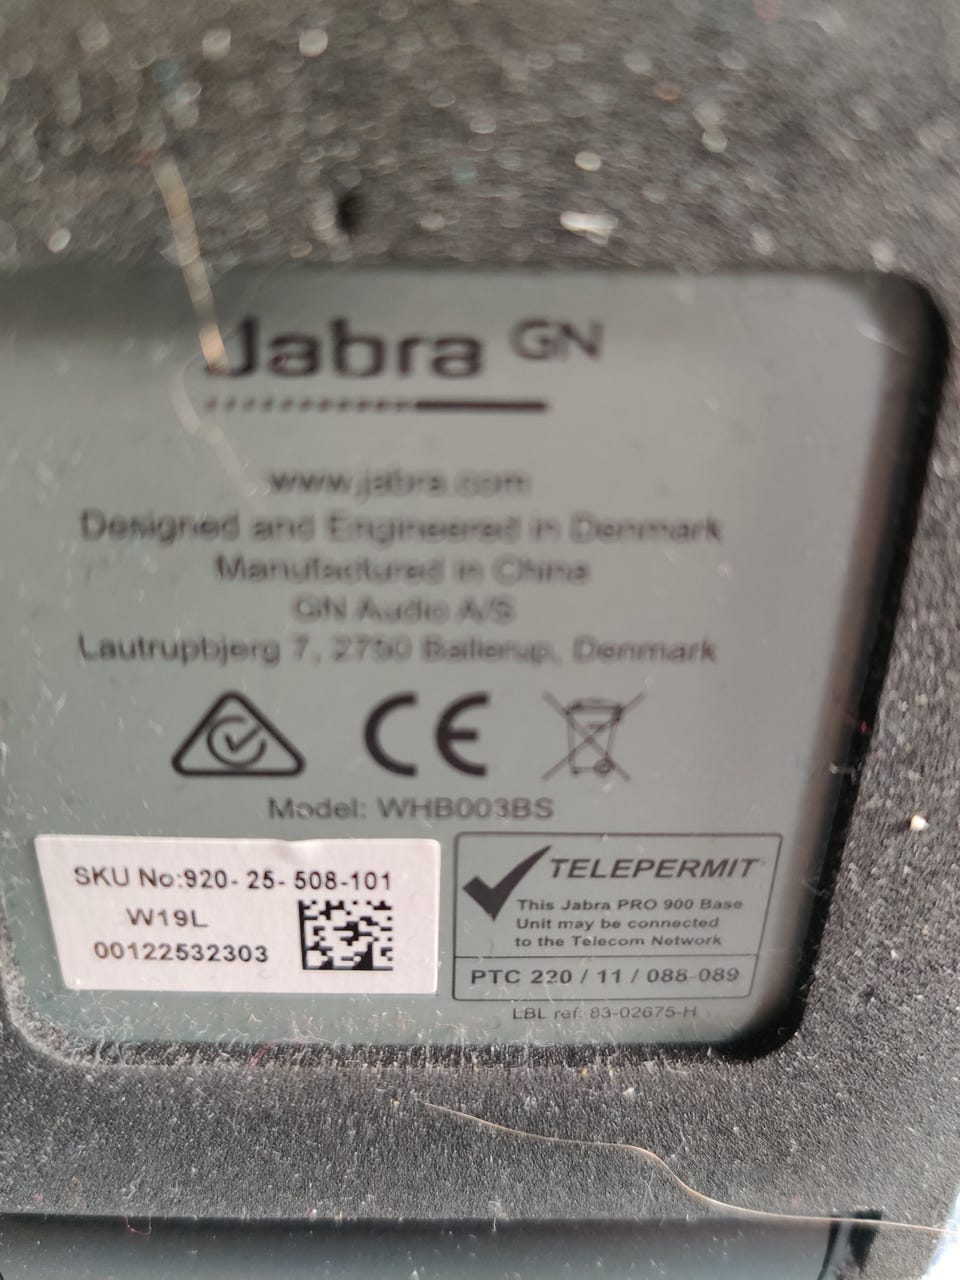 Jabra GN
www.jabra.com
Designed and Engineered in Denmark
Manufactured in China
GN Audio A/S
Lautrupbjerg 7, 2750 Ballerup, Denmark
CE
Model: WHB003BS
SKU No:920- 25- 508-101
W19L
00122532303
TELEPERMIT
This Jabra PRO 900 Base
Unit may be connected
to the Telecom Network
PTC 220 / 11 / 088-089
LBL ref: 83-02675-H